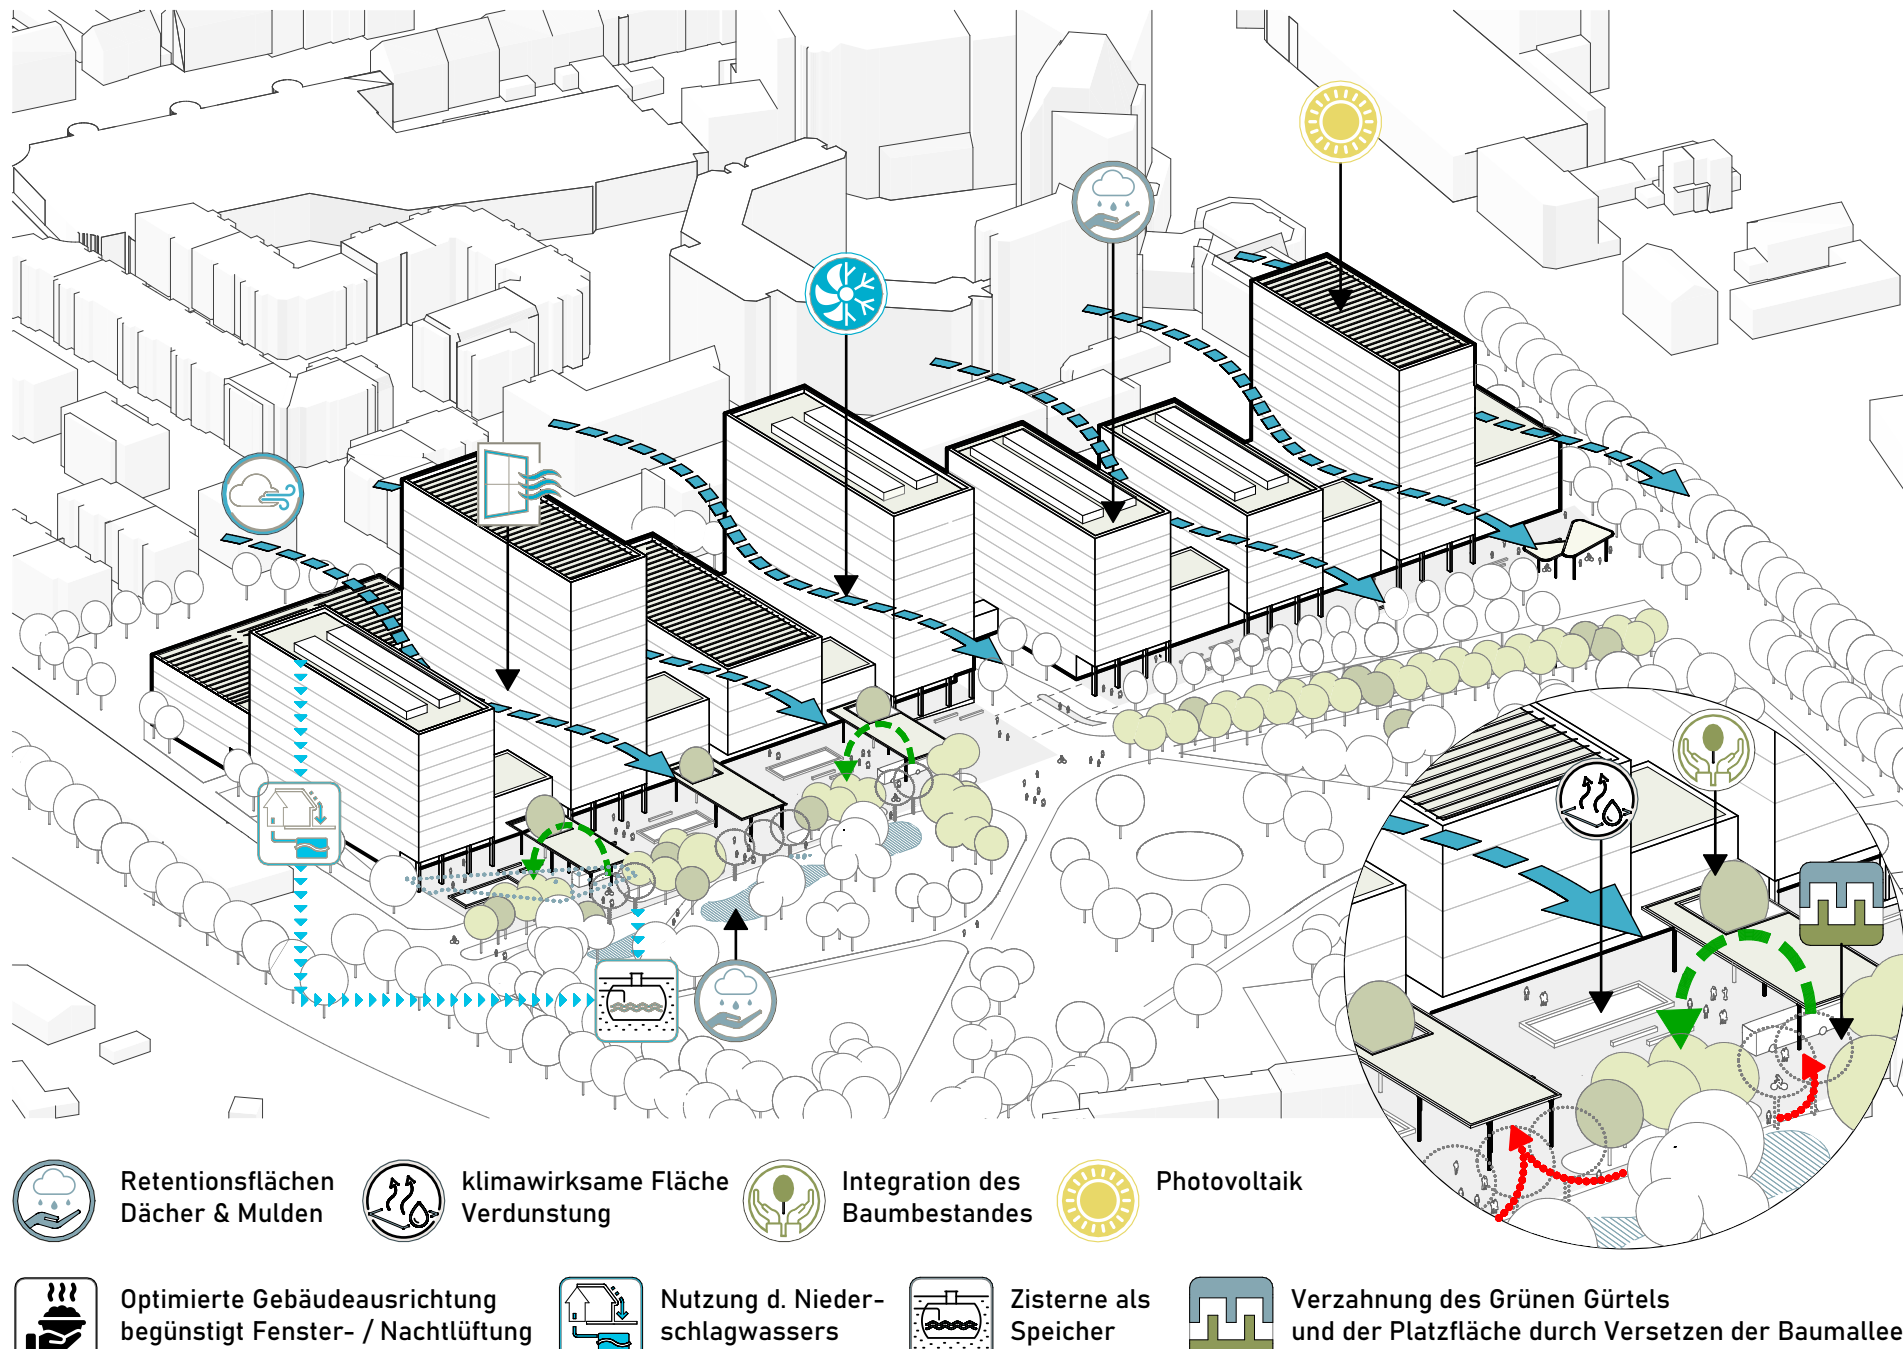 Retentionsflächen
Dächer & Mulden
klimawirksame Fläche
Verdunstung
Integration des
Baumbestandes
Photovoltaik
Optimierte Gebäudeausrichtung
begünstigt Fenster- / Nachtlüftung
Nutzung d. Nieder-
schlagwassers
Zisterne als
Speicher
Verzahnung des Grünen Gürtels
und der Platzfläche durch Versetzen der Baumallee